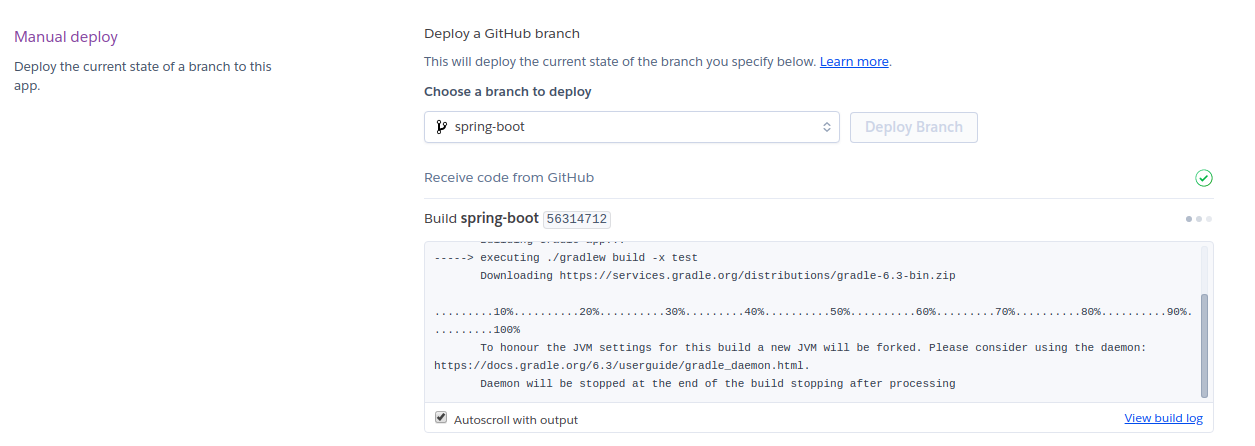 Manual deploy
Deploy the current state of a branch to this
app.
Deploy a GitHub branch
This will deploy the current state of the branch you specify below. Learn more.
Choose a branch to deploy
spring-boot
Deploy Branch
Receive code from GitHub
Build spring-boot 56314712
-----> executing ./gradlew build -x test
Downloading https://services.gradle.org/distributions/gradle-6.3-bin.zip
.........10%..........20%..........30%.........40%..........50%..........60%.........70%..........80%..........90%.
.........100%
To honour the JVM settings for this build a new JVM will be forked. Please consider using the daemon:
https://docs.gradle.org/6.3/userguide/gradle_daemon.html.
Daemon will be stopped at the end of the build stopping after processing
Autoscroll with output
View build log